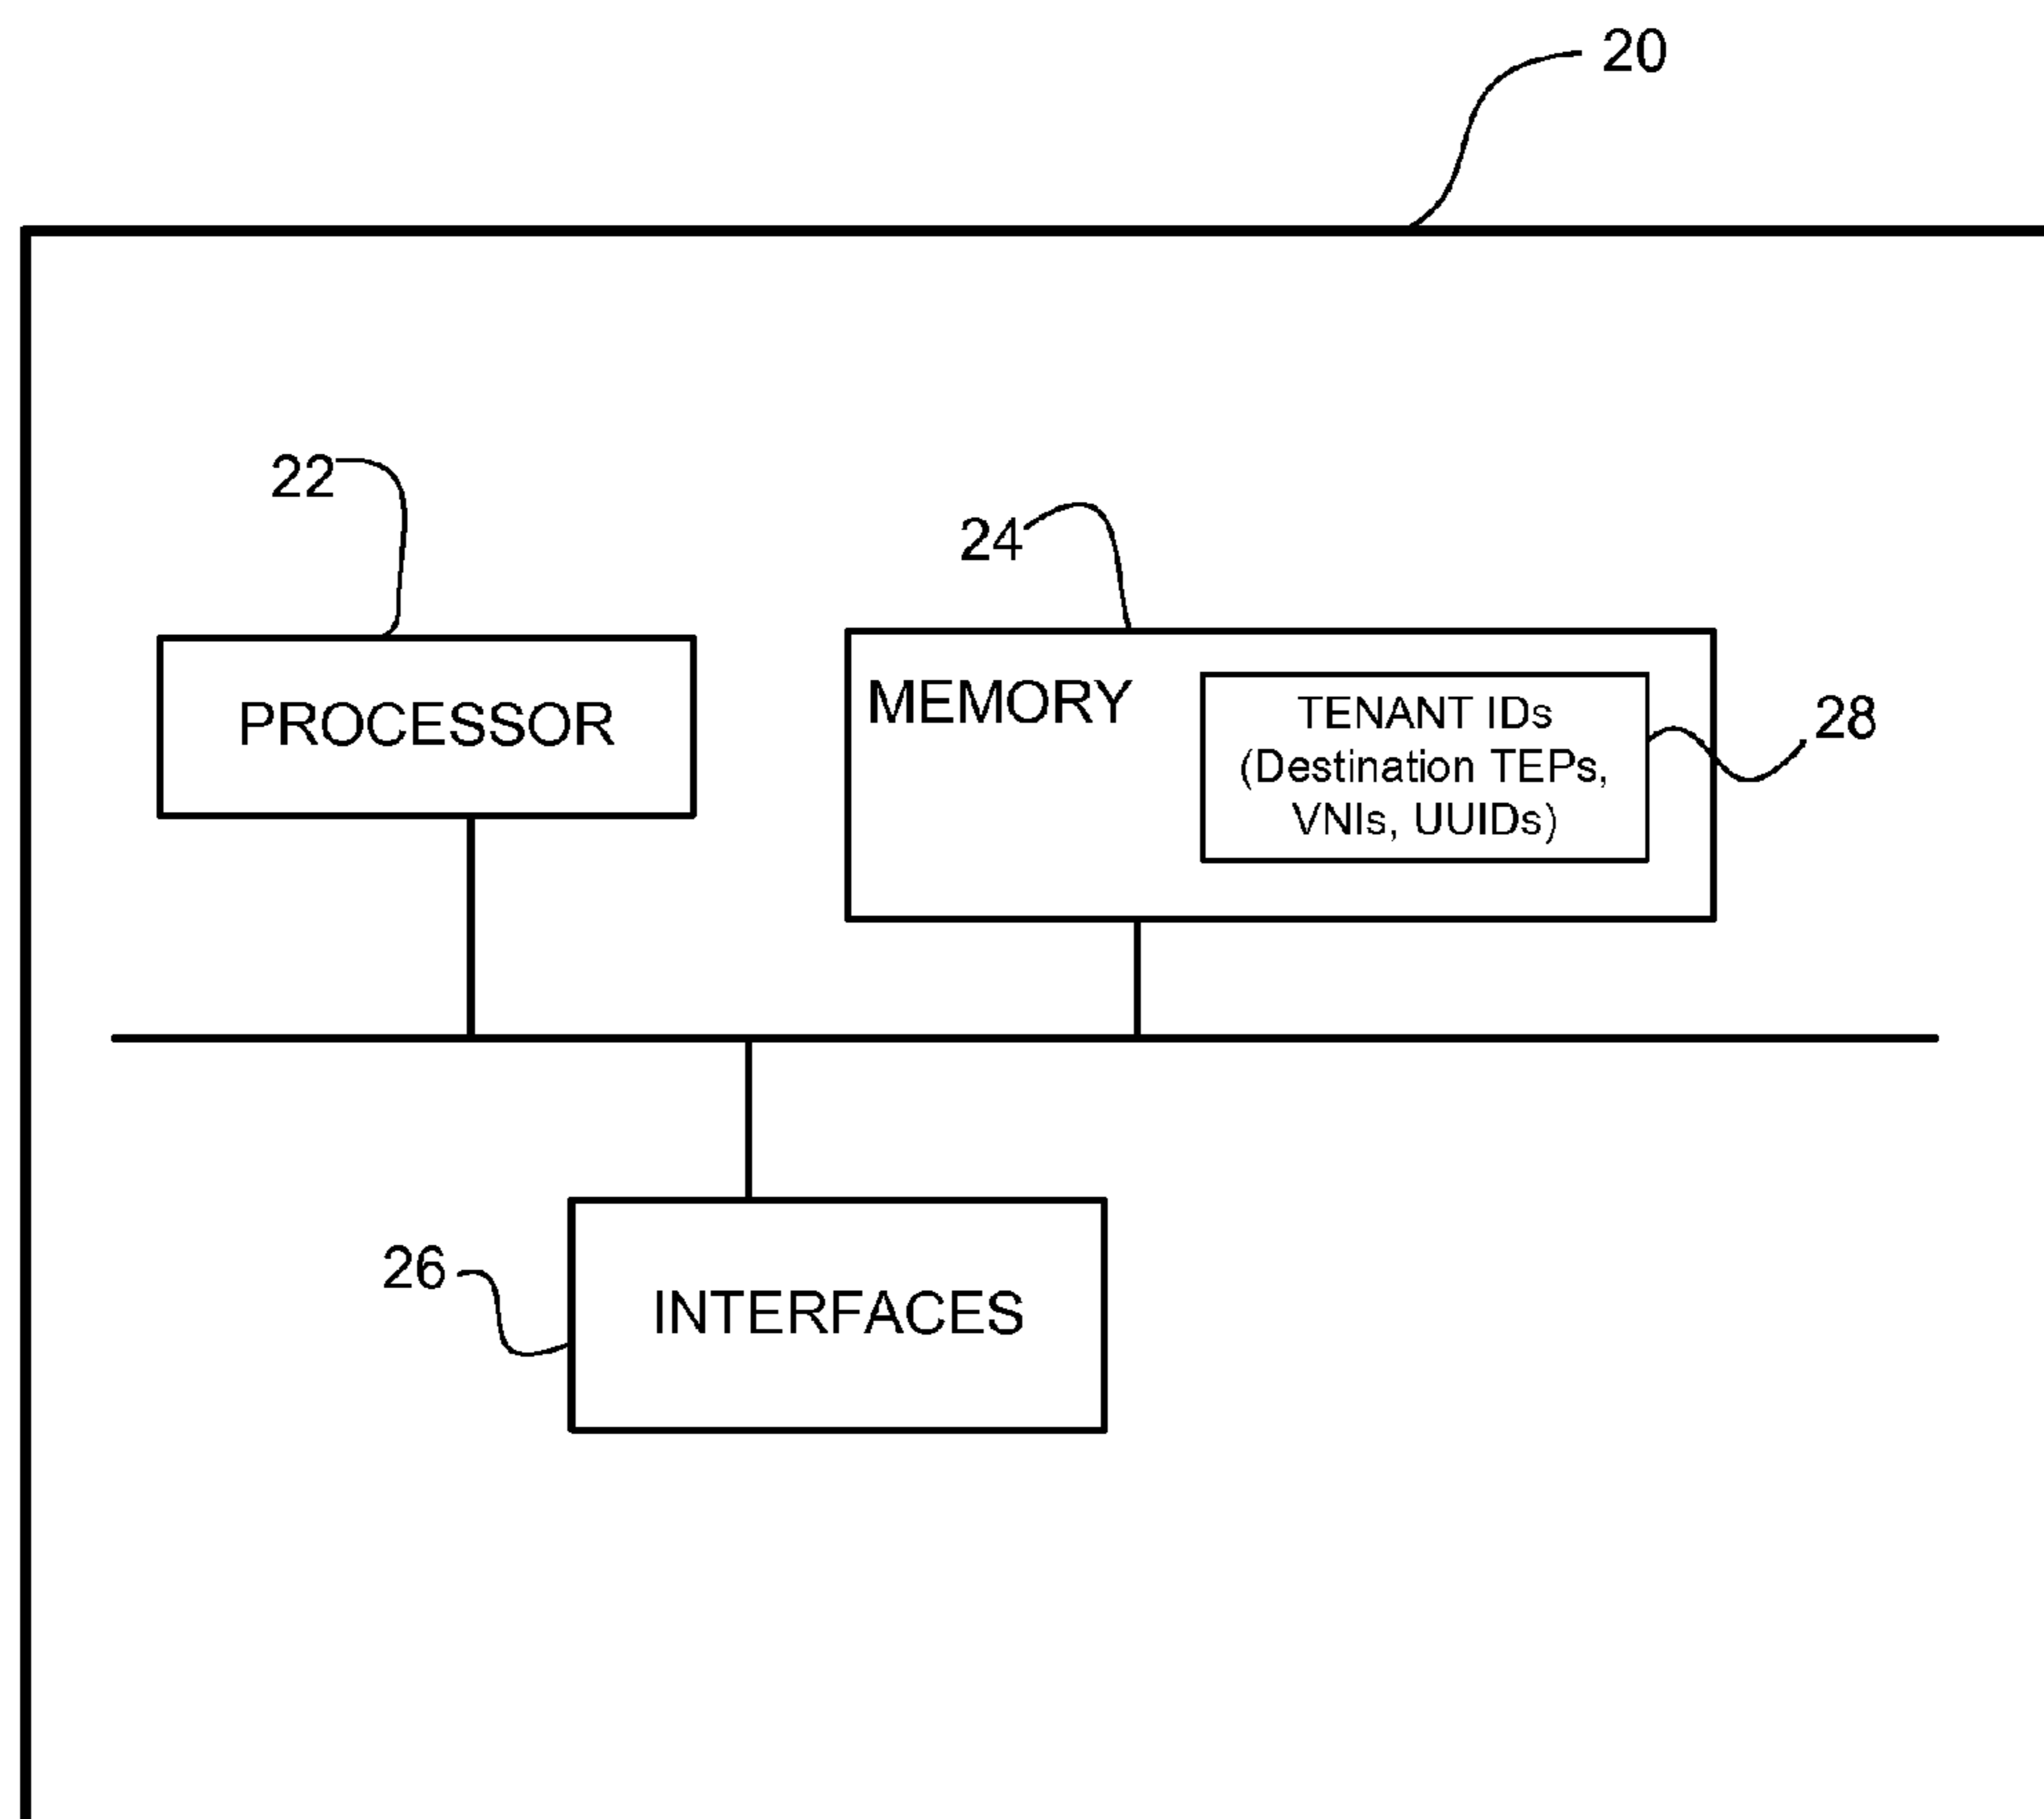 20
22
24
PROCESSOR
MEMORY
TENANT IDs
(Destination TEPs,
VNIs, UUIDs)
28
26
INTERFACES